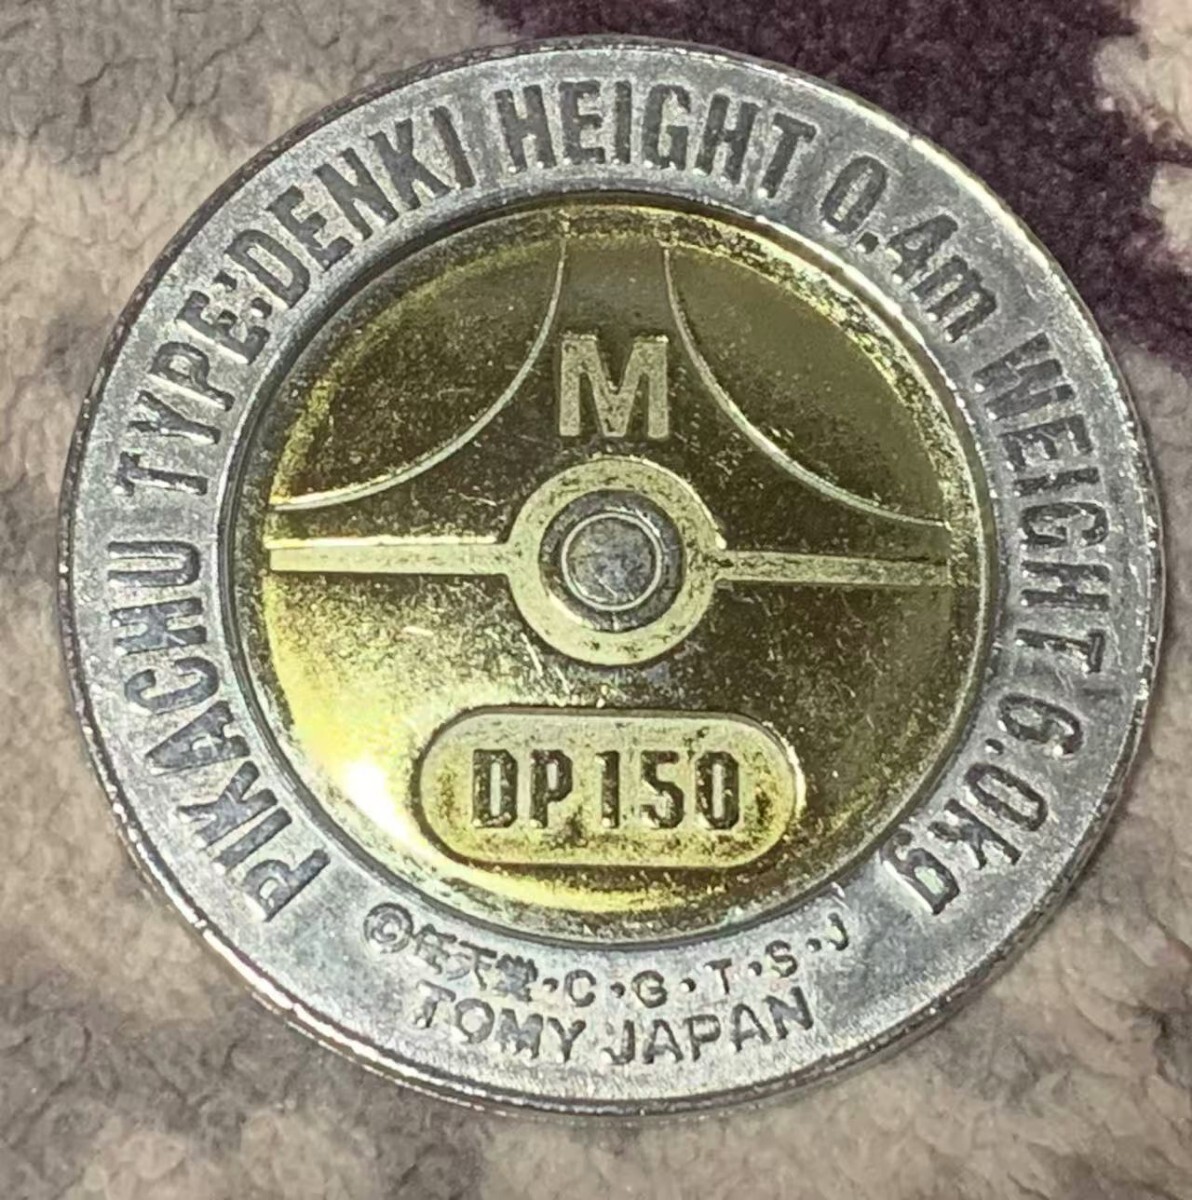 PIKACHU TYPE:DENKI HEIGHT 0.4m WEIGHT 6.0kg
M
DP150
©任天堂・C・G・T・S・J
TOMY JAPAN